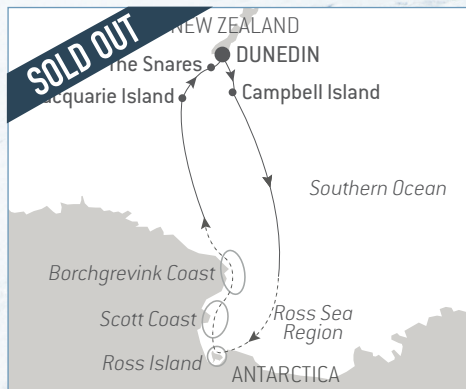 SOLD OUT
NEW ZEALAND
DUNEDIN
The Snares
acquarie Island
Campbell Island
Southern Ocean
Borchgrevink Coast
Scott Coast
Ross Sea
Region
Ross Island
ANTARCTICA